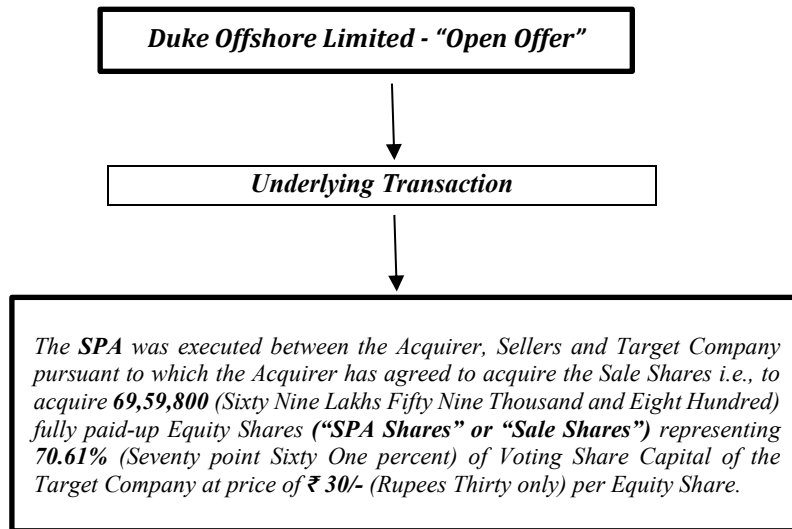 Duke Offshore Limited - “Open Offer”
Underlying Transaction
The SPA was executed between the Acquirer, Sellers and Target Company
pursuant to which the Acquirer has agreed to acquire the Sale Shares i.e., to
acquire 69,59,800 (Sixty Nine Lakhs Fifty Nine Thousand and Eight Hundred)
fully paid-up Equity Shares (“SPA Shares” or “Sale Shares”) representing
70.61% (Seventy point Sixty One percent) of Voting Share Capital of the
Target Company at price of ₹ 30/- (Rupees Thirty only) per Equity Share.